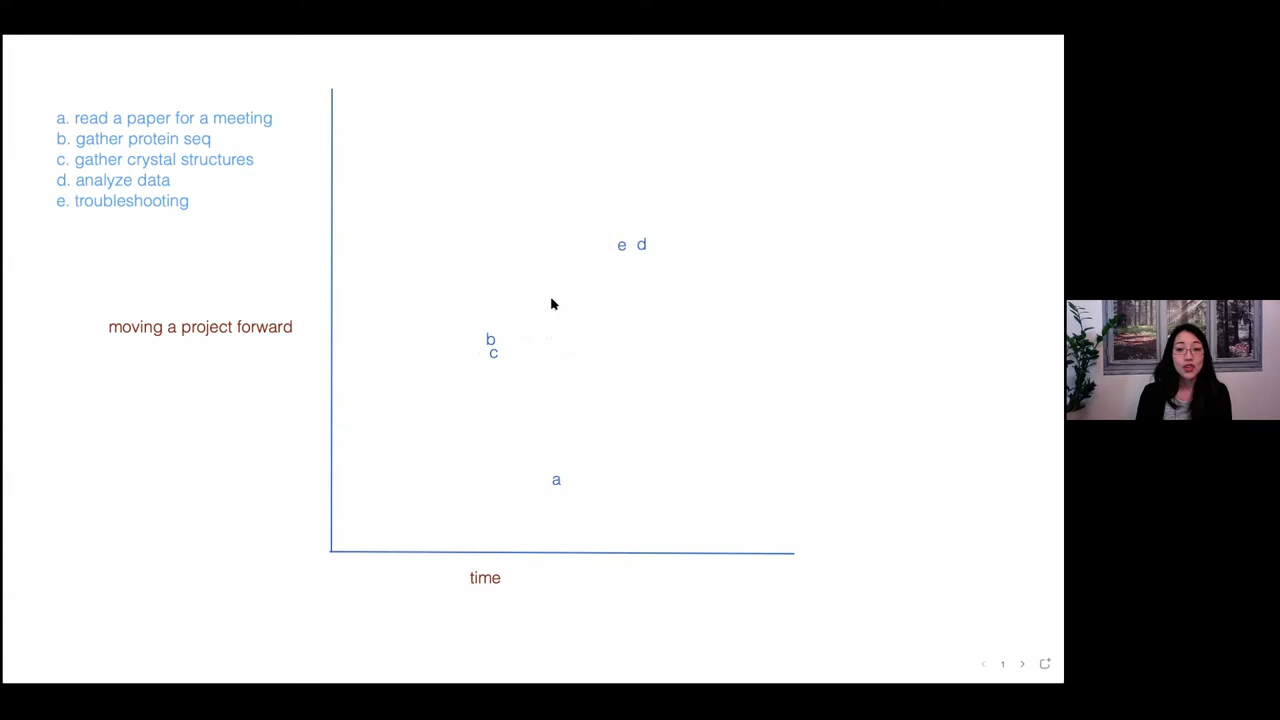 a. read a paper for a meeting
b. gather protein seq
c. gather crystal structures
d. analyze data
e. troubleshooting
e d
moving a project forward
b
c
a
time
1